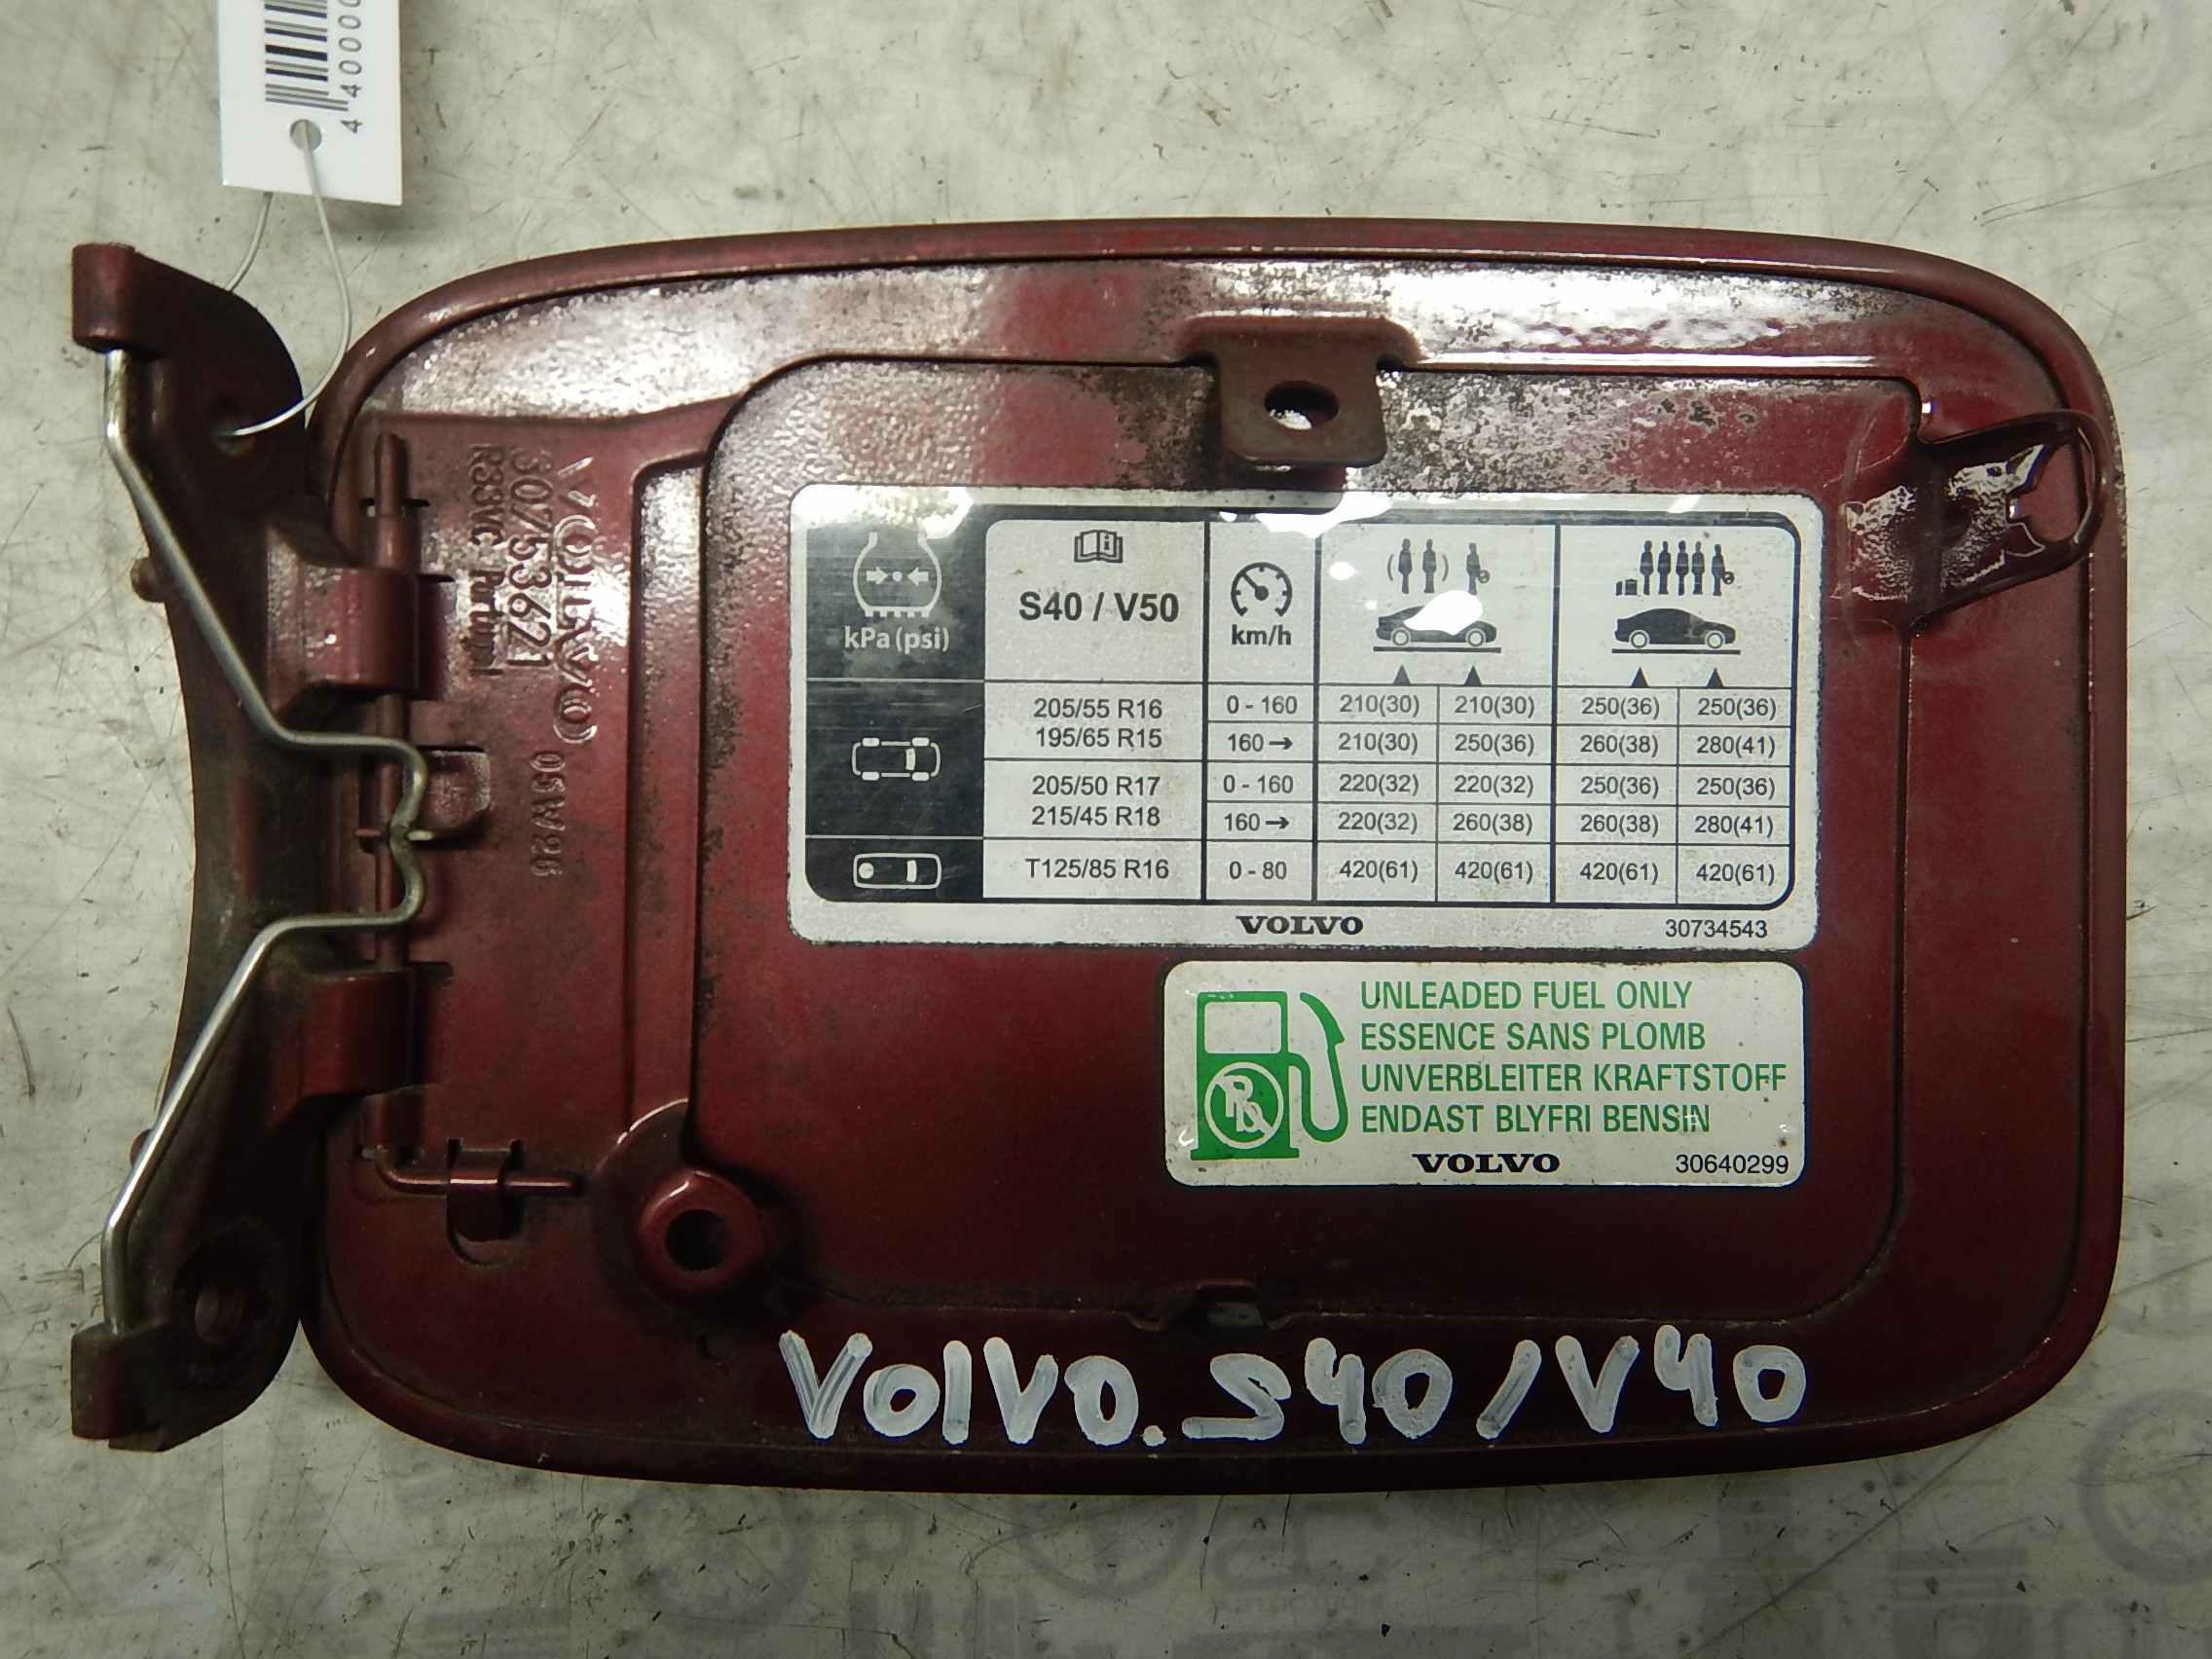 VOLVO
30753621
05W26
kPa (psi)
S40 / V50
km/h
205/55 R16
195/65 R15
0 - 160 210(30) 210(30) 250(36) 250(36)
160→ 210(30) 250(36) 260(38) 280(41)
205/50 R17
215/45 R18
0 - 160 220(32) 220(32) 250(36) 250(36)
160→ 220(32) 260(38) 260(38) 280(41)
T125/85 R16 0 - 80 420(61) 420(61) 420(61) 420(61)
VOLVO 30734543
UNLEADED FUEL ONLY
ESSENCE SANS PLOMB
UNVERBLEITER KRAFTSTOFF
ENDAST BLYFRI BENSIN
Pb
VOLVO 30640299
VOLVO.S40/V40